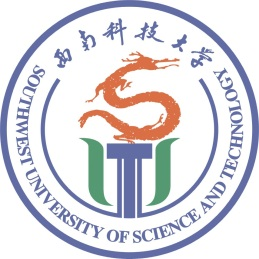 西南科技大学
SOUTHWEST UNIVERSITY OF SCIENCE AND TECHNOLOGY